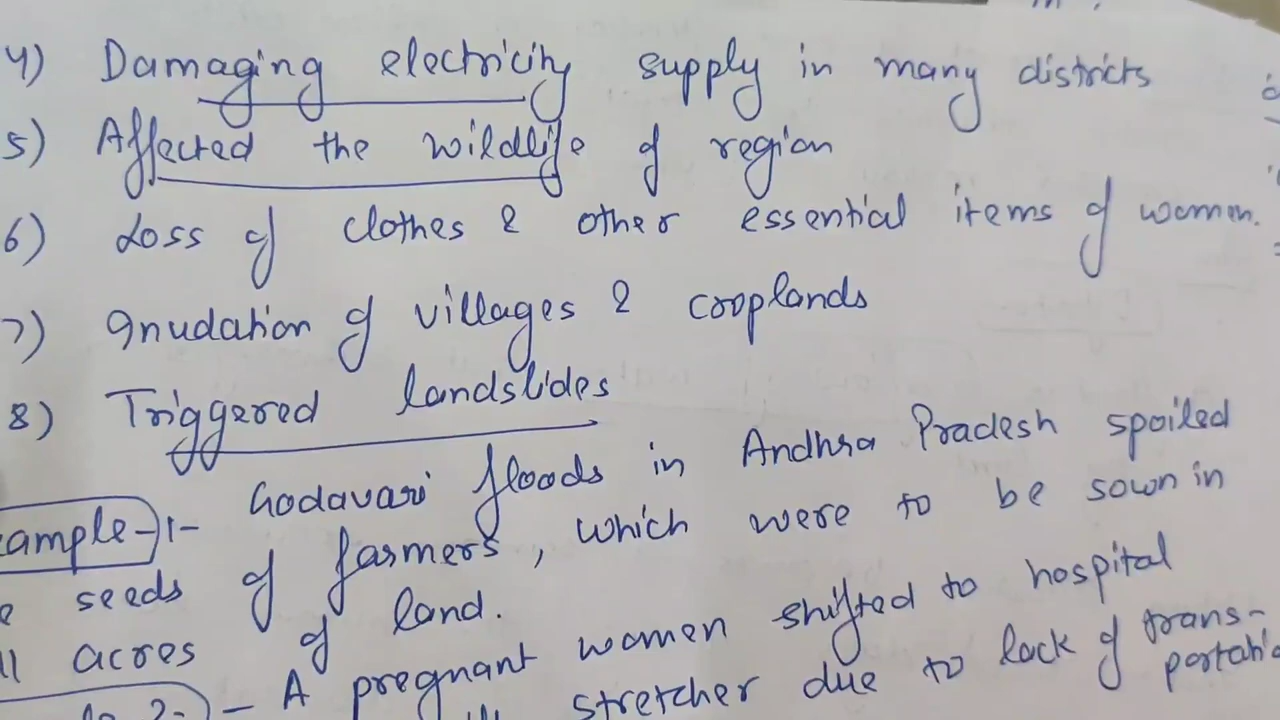 4) Damaging electricity supply in many districts
5) Affected the wildlife of region
6) Loss of clothes & other essential items of women.
7) Inudation of villages & croplands
8) Triggered landslides
ample-1- Godavari floods in Andhra Pradesh spoiled
e seeds of farmers, which were to be sown in
ll acres of land.
- A pregnant women shifted to hospital
stretcher due to lack of trans-
portati